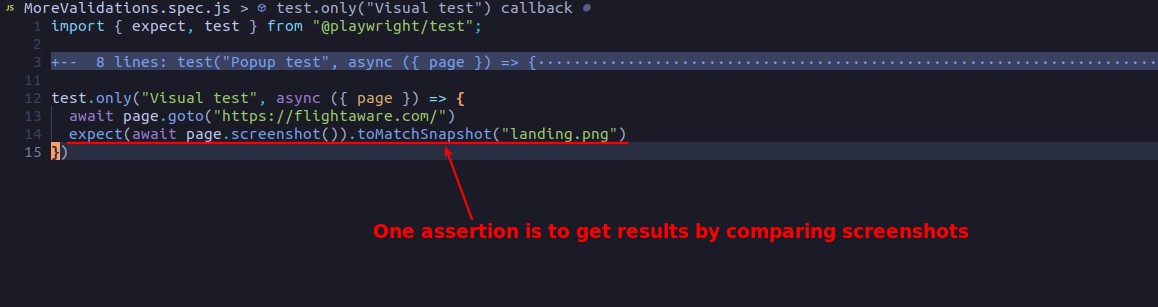 JS MoreValidations.spec.js > test.only("Visual test") callback
1 import { expect, test } from "@playwright/test";
2
3 +-- 8 lines: test("Popup test", async ({ page }) => {································································
11
12 test.only("Visual test", async ({ page }) => {
13 await page.goto("https://flightaware.com/")
14 expect(await page.screenshot()).toMatchSnapshot("landing.png")
15 })
One assertion is to get results by comparing screenshots